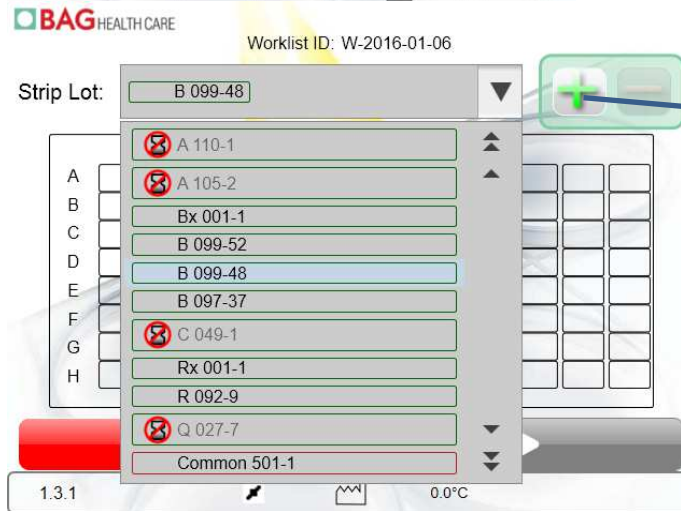 BAG HEALTH CARE
Worklist ID: W-2016-01-06
Strip Lot: B 099-48
A 110-1
A 105-2
Bx 001-1
B 099-52
B 099-48
B 097-37
C 049-1
Rx 001-1
R 092-9
Q 027-7
Common 501-1
A
B
C
D
E
F
G
H
1.3.1
0.0°C